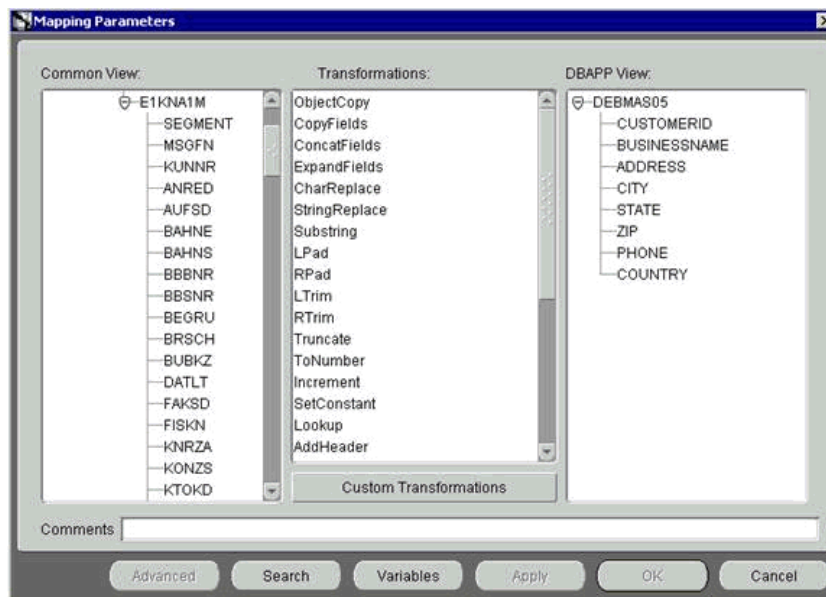 Mapping Parameters
Common View:
E1KNA1M
SEGMENT
MSGFN
KUNNR
ANRED
AUFSD
BAHNE
BAHNS
BBBNR
BBSNR
BEGRU
BRSCH
BUBKZ
DATLT
FAKSD
FISKN
KNRZA
KONZS
KTOKD
Transformations:
ObjectCopy
CopyFields
ConcatFields
ExpandFields
CharReplace
StringReplace
Substring
LPad
RPad
LTrim
RTrim
Truncate
ToNumber
Increment
SetConstant
Lookup
AddHeader
Custom Transformations
DBAPP View:
DEBMAS05
CUSTOMERID
BUSINESSNAME
ADDRESS
CITY
STATE
ZIP
PHONE
COUNTRY
Comments
Advanced Search Variables Apply OK Cancel